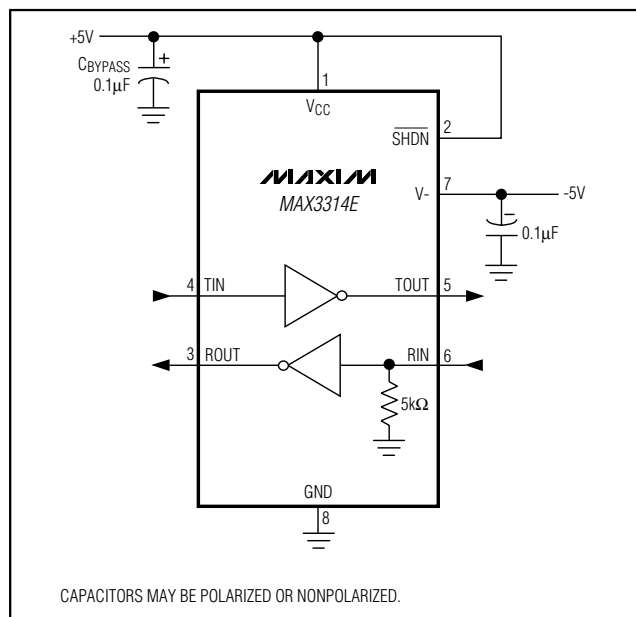 +5V
CBYPASS
+
0.1µF
1
VCC
2
SHDN
MAXIM
MAX3314E
7
V-
-5V
−
0.1µF
4 TIN
TOUT 5
3 ROUT
RIN 6
5kΩ
GND
8
CAPACITORS MAY BE POLARIZED OR NONPOLARIZED.